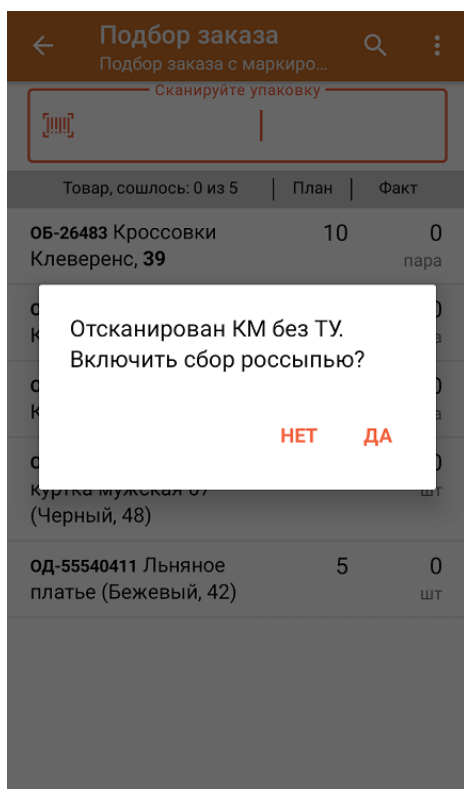 Подбор заказа
Подбор заказа с маркиро...
Сканируйте упаковку
Товар, сошлось: 0 из 5 | План | Факт
ОБ-26483 Кроссовки 10 0
Клеверенс, 39 пара
Отсканирован КМ без ТУ.
Включить сбор россыпью?
НЕТ ДА
шт
(Черный, 48)
ОД-55540411 Льняное 5 0
платье (Бежевый, 42) шт